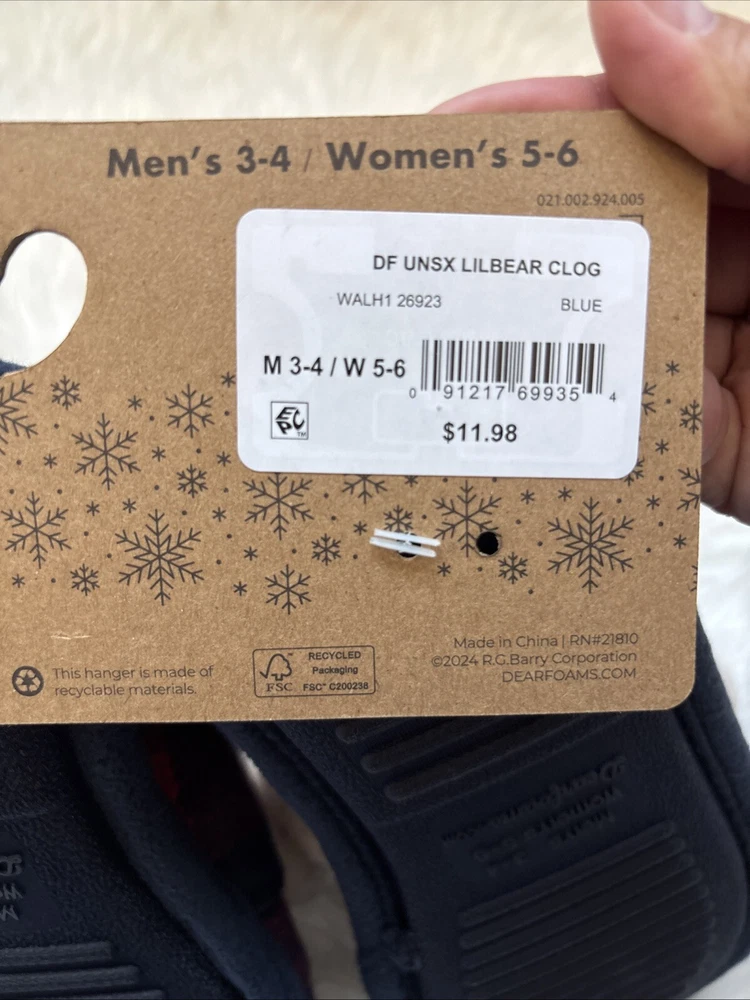 Men's 3-4 / Women's 5-6
021.002.924.005
DF UNSX LILBEAR CLOG
WALH1 26923 BLUE
M 3-4 / W 5-6
0 91217 69935 4
EPC TM
$11.98
This hanger is made of
recyclable materials.
FSC
RECYCLED
Packaging
FSC® C200238
Made in China | RN#21810
©2024 R.G.Barry Corporation
DEARFOAMS.COM